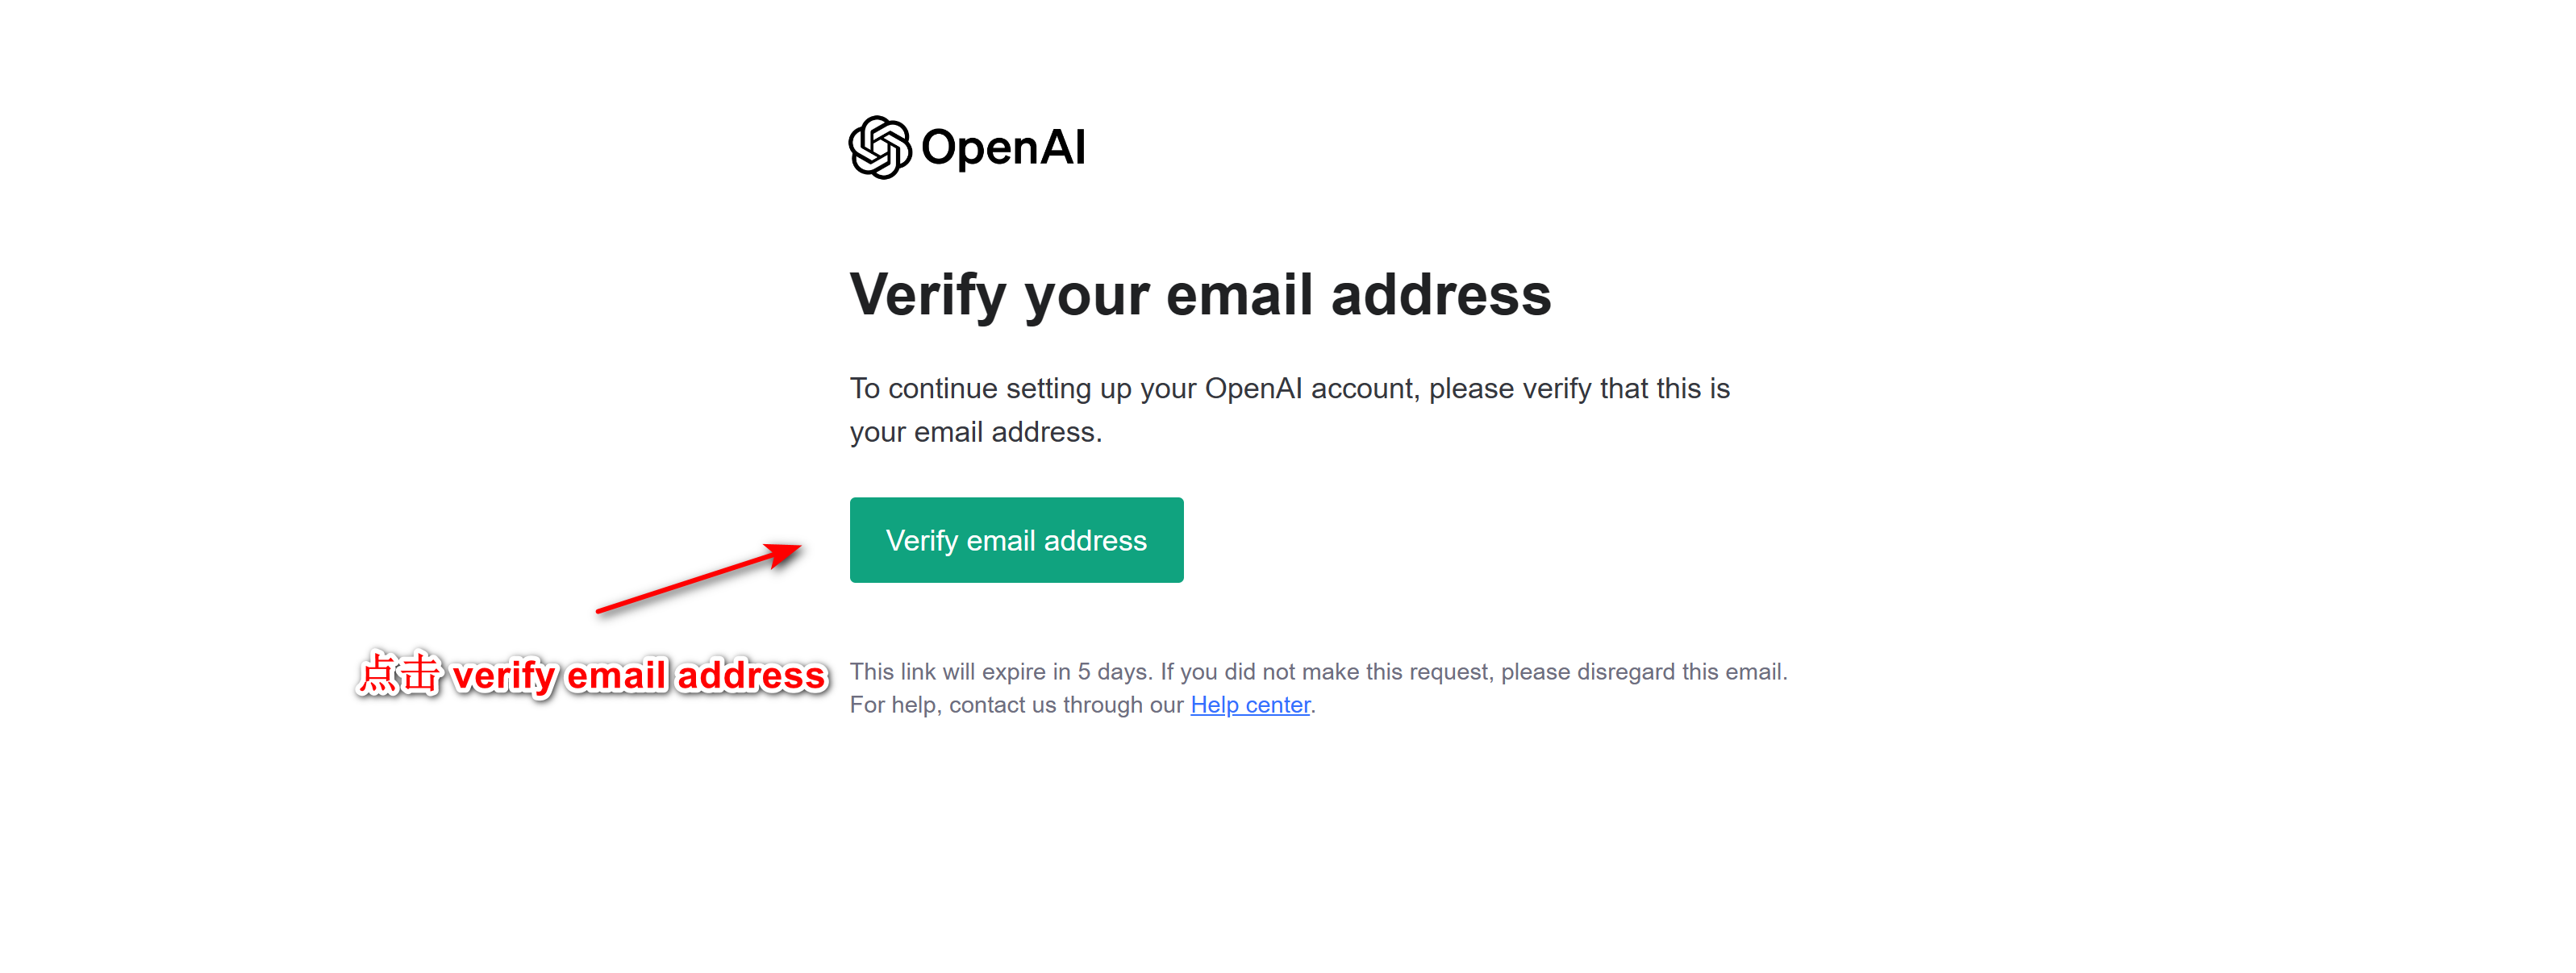 OpenAI
Verify your email address
To continue setting up your OpenAI account, please verify that this is
your email address.
Verify email address
点击 verify email address
This link will expire in 5 days. If you did not make this request, please disregard this email.
For help, contact us through our Help center.